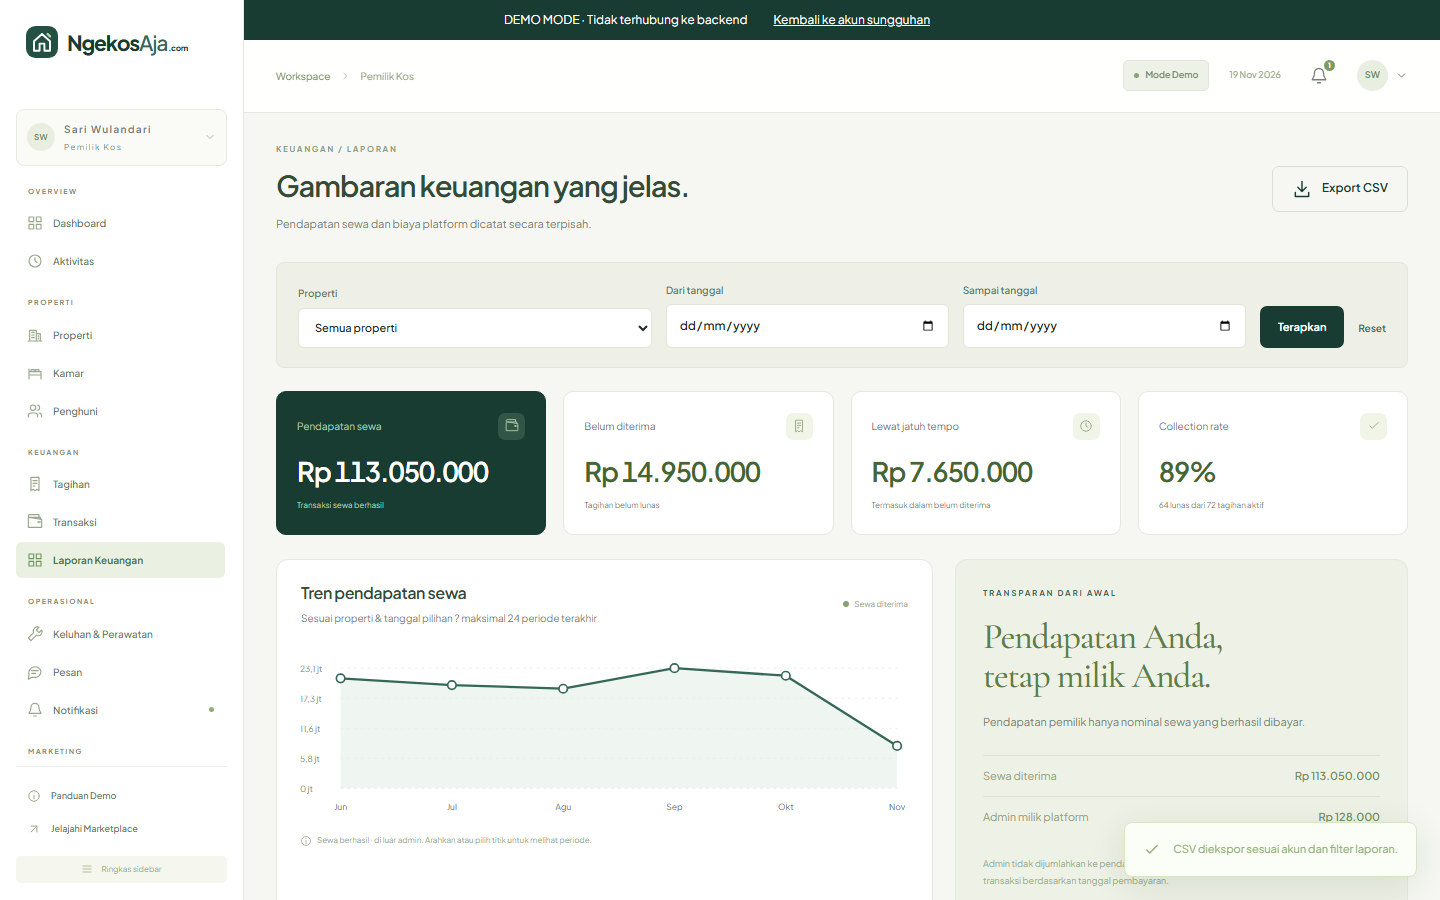 DEMO MODE · Tidak terhubung ke backend Kembali ke akun sungguhan
NgekosAja.com
Workspace > Pemilik Kos
Mode Demo
19 Nov 2026
1
SW
SW
Sari Wulandari
Pemilik Kos
OVERVIEW
Dashboard
Aktivitas
PROPERTI
Properti
Kamar
Penghuni
KEUANGAN
Tagihan
Transaksi
Laporan Keuangan
OPERASIONAL
Keluhan & Perawatan
Pesan
Notifikasi
MARKETING
Panduan Demo
Jelajahi Marketplace
Ringkas sidebar
KEUANGAN / LAPORAN
Gambaran keuangan yang jelas.
Pendapatan sewa dan biaya platform dicatat secara terpisah.
Export CSV
Properti
Semua properti
Dari tanggal
dd/mm/yyyy
Sampai tanggal
dd/mm/yyyy
Terapkan
Reset
Pendapatan sewa
Rp 113.050.000
Transaksi sewa berhasil
Belum diterima
Rp 14.950.000
Tagihan belum lunas
Lewat jatuh tempo
Rp 7.650.000
Termasuk dalam belum diterima
Collection rate
89%
64 lunas dari 72 tagihan aktif
Tren pendapatan sewa
Sesuai properti & tanggal pilihan ? maksimal 24 periode terakhir
Sewa diterima
23,1 jt
17,3 jt
11,6 jt
5,8 jt
0 jt
Jun Jul Agu Sep Okt Nov
Sewa berhasil · di luar admin. Arahkan atau pilih titik untuk melihat periode.
TRANSPARAN DARI AWAL
Pendapatan Anda,
tetap milik Anda.
Pendapatan pemilik hanya nominal sewa yang berhasil dibayar.
Sewa diterima Rp 113.050.000
Admin milik platform Rp 128.000
Admin tidak dijumlahkan ke
transaksi berdasarkan tanggal pembayaran.
CSV diekspor sesuai akun dan filter laporan.